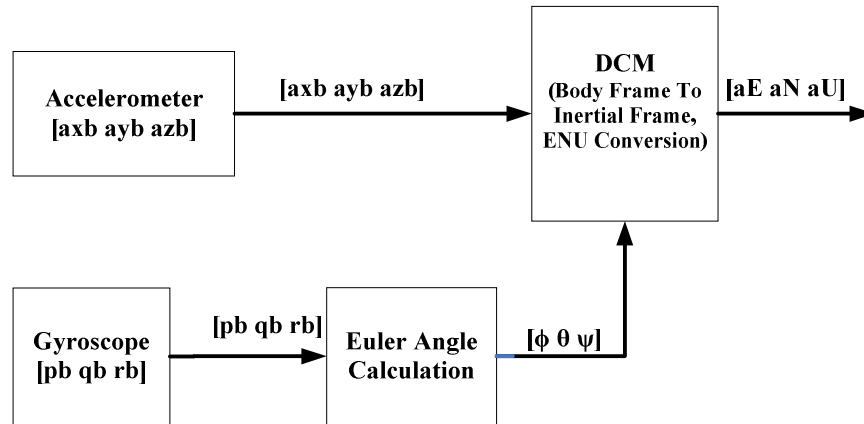 Accelerometer
[axb ayb azb]
[axb ayb azb]
DCM
(Body Frame To
Inertial Frame,
ENU Conversion)
[aE aN aU]
Gyroscope
[pb qb rb]
[pb qb rb]
Euler Angle
Calculation
[ϕ θ ψ]